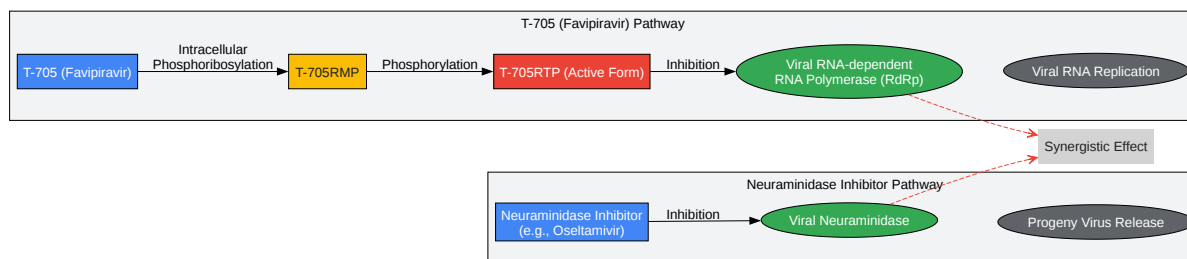 T-705 (Favipiravir) Pathway
T-705 (Favipiravir)
Intracellular
Phosphoribosylation
T-705RMP
Phosphorylation
T-705RTP (Active Form)
Inhibition
Viral RNA-dependent
RNA Polymerase (RdRp)
Viral RNA Replication
Synergistic Effect
Neuraminidase Inhibitor Pathway
Neuraminidase Inhibitor
(e.g., Oseltamivir)
Inhibition
Viral Neuraminidase
Progeny Virus Release